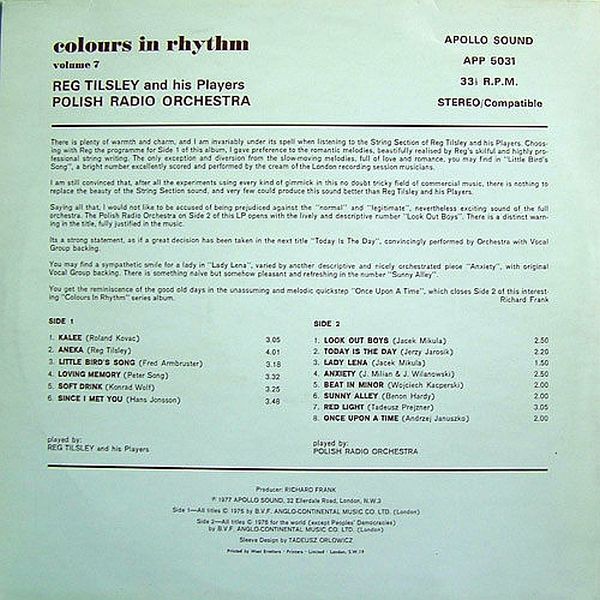 colours in rhythm
volume 7
REG TILSLEY and his Players
POLISH RADIO ORCHESTRA
APOLLO SOUND
APP 5031
33⅓ R.P.M.
STEREO/Compatible
There is plenty of warmth and charm, and I am invariably under its spell when listening to the String Section of Reg Tilsley and his Players. Choos-
ing with Reg the programme for Side 1 of this album, I gave preference to the romantic melodies, beautifully realised by Reg's skilful and highly pro-
fessional string writing. The only exception and diversion from the slow-moving melodies, full of love and romance, you may find in "Little Bird's
Song", a bright number excellently scored and performed by the cream of the London recording session musicians.
I am still convinced that, after all the experiments using every kind of gimmick in this no doubt tricky field of commercial music, there is nothing to
replace the beauty of the String Section sound, and very few could produce this sound better than Reg Tilsley and his Players.
Saying all that, I would not like to be accused of being prejudiced against the "normal" and "legitimate", nevertheless exciting sound of the full
orchestra. The Polish Radio Orchestra on Side 2 of this LP opens with the lively and descriptive number "Look Out Boys". There is a distinct warn-
ing in the title, fully justified in the music.
Its a strong statement, as if a great decision has been taken in the next title "Today Is The Day", convincingly performed by Orchestra with Vocal
Group backing.
You may find a sympathetic smile for a lady in "Lady Lena", varied by another descriptive and nicely orchestrated piece "Anxiety", with original
Vocal Group backing. There is something naive but somehow pleasant and refreshing in the number "Sunny Alley".
You get the reminiscence of the good old days in the unassuming and melodic quickstep "Once Upon A Time", which closes Side 2 of this interest-
ing "Colours In Rhythm" series album.
Richard Frank
SIDE 1
1. KALEE (Roland Kovac) 3.05
2. ANEKA (Reg Tilsley) 4.01
3. LITTLE BIRD'S SONG (Fred Armbruster) 3.18
4. LOVING MEMORY (Peter Song) 3.32
5. SOFT DRINK (Konrad Wolf) 3.25
6. SINCE I MET YOU (Hans Jonsson) 3.48
played by:
REG TILSLEY and his Players
SIDE 2
1. LOOK OUT BOYS (Jacek Mikula) 2.50
2. TODAY IS THE DAY (Jerzy Jarosik) 2.20
3. LADY LENA (Jacek Mikula) 2.10
4. ANXIETY (J. Milian & J. Wilanowski) 2.50
5. BEAT IN MINOR (Wojciech Kacperski) 2.00
6. SUNNY ALLEY (Benon Hardy) 2.00
7. RED LIGHT (Tadeusz Prejzner) 3.05
8. ONCE UPON A TIME (Andrzej Januszko) 2.00
played by:
POLISH RADIO ORCHESTRA
Producer: RICHARD FRANK
℗ 1977 APOLLO SOUND, 32 Ellerdale Road, London, N.W.3
Side 1—All titles © 1976 by B.V.F. ANGLO-CONTINENTAL MUSIC CO. LTD. (London)
Side 2—All titles © 1976 for the world (except Peoples' Democracies)
by B.V.F. ANGLO-CONTINENTAL MUSIC CO. LTD. (London)
Sleeve Design by TADEUSZ ORLOWICZ
Printed by West Brothers - Printers - Limited - London, S.W.19